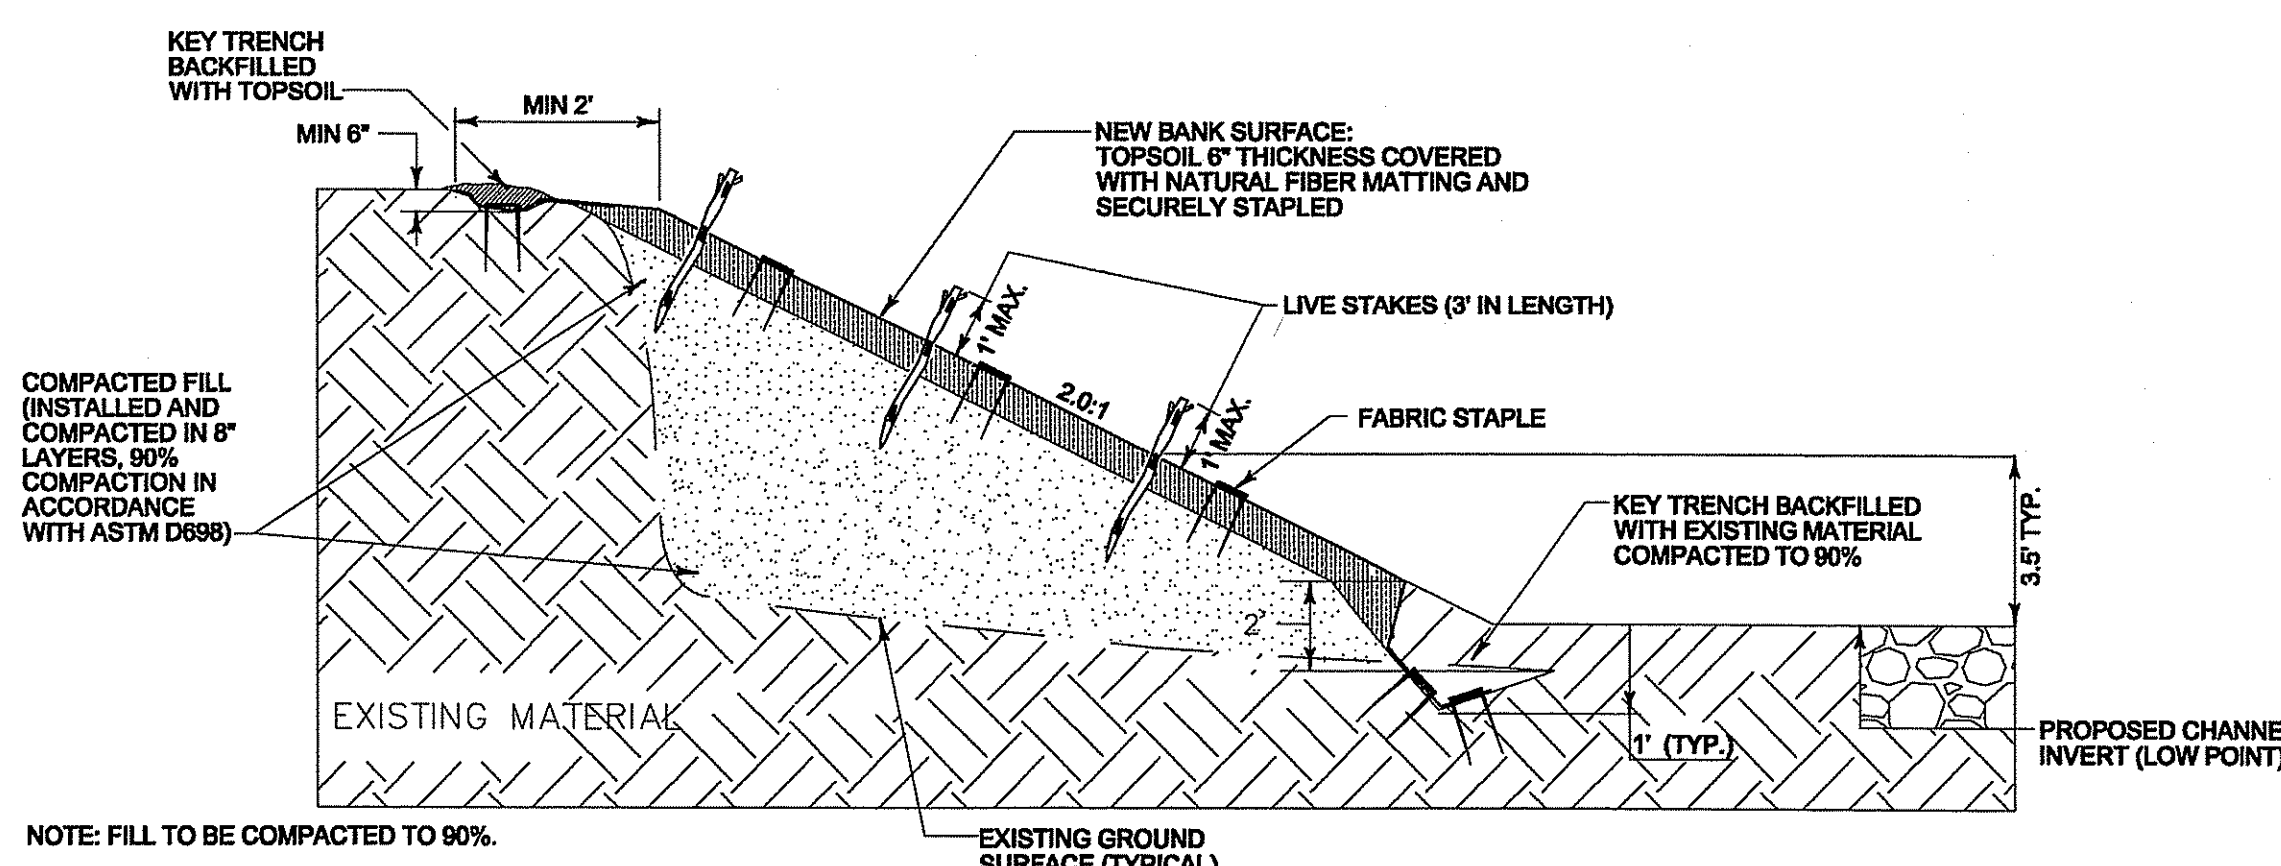 KEY TRENCH
BACKFILLED
WITH TOPSOIL
MIN 2'
MIN 6"
NEW BANK SURFACE:
TOPSOIL 6" THICKNESS COVERED
WITH NATURAL FIBER MATTING AND
SECURELY STAPLED
1' MAX.
LIVE STAKES (3' IN LENGTH)
COMPACTED FILL
(INSTALLED AND
COMPACTED IN 8"
LAYERS, 90%
COMPACTION IN
ACCORDANCE
WITH ASTM D698)
2.0:1
1' MAX.
FABRIC STAPLE
KEY TRENCH BACKFILLED
WITH EXISTING MATERIAL
COMPACTED TO 90%
3.5' TYP.
2'
EXISTING MATERIAL
1' (TYP.)
PROPOSED CHANNE
INVERT (LOW POINT)
NOTE: FILL TO BE COMPACTED TO 90%.
EXISTING GROUND
SURFACE (TYPICAL)